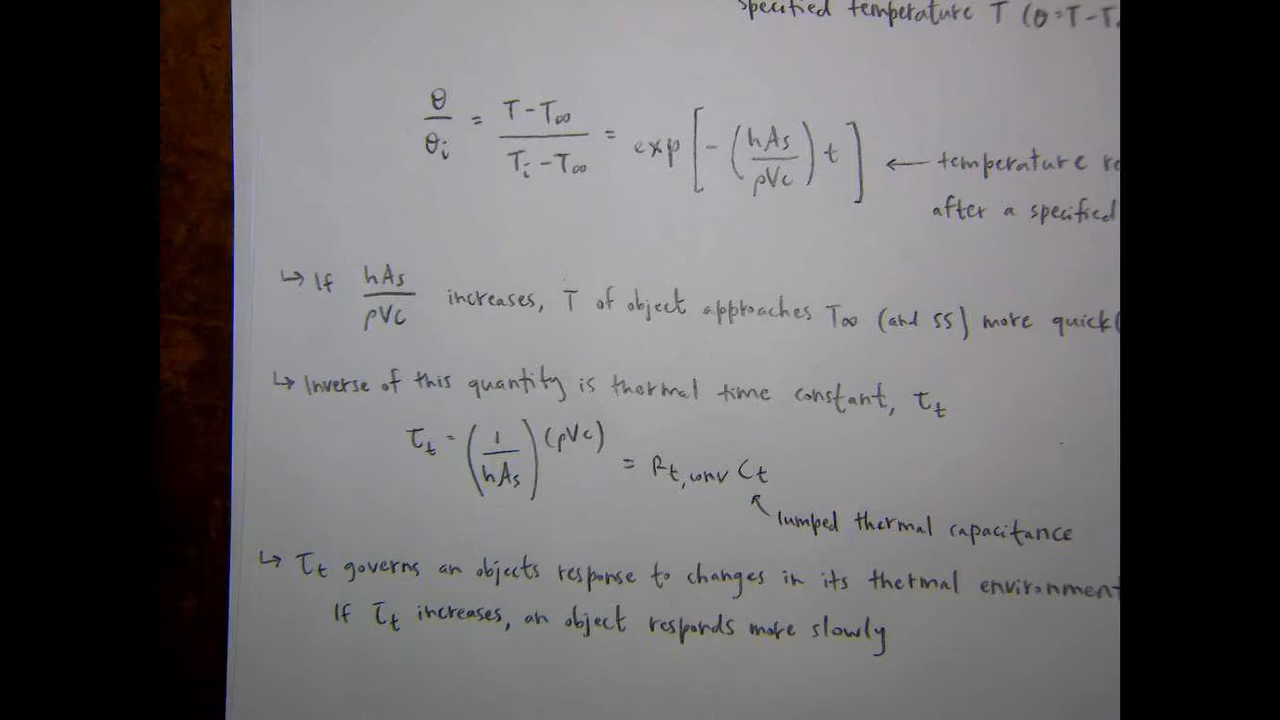 specified temperature T (θ=T-T
θ/θi = (T-T∞)/(Ti-T∞) = exp[-(hAs/ρVc)t] ← temperature
after a specified
↳ If hAs/ρVc increases, T of object approaches T∞ (and ss) more quick
↳ Inverse of this quantity is thermal time constant, τt
τt = (1/hAs)(ρVc) = Rt,conv Ct
lumped thermal capacitance
↳ τt governs an objects response to changes in its thermal environment
If τt increases, an object responds more slowly